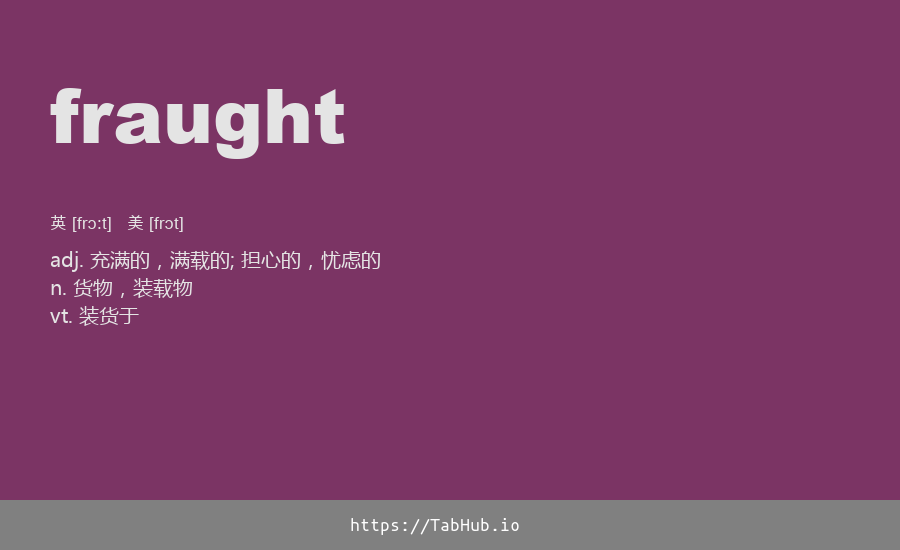 fraught
英 [frɔːt] 美 [frɔt]
adj. 充满的，满载的; 担心的，忧虑的
n. 货物，装载物
vt. 装货于
https://TabHub.io